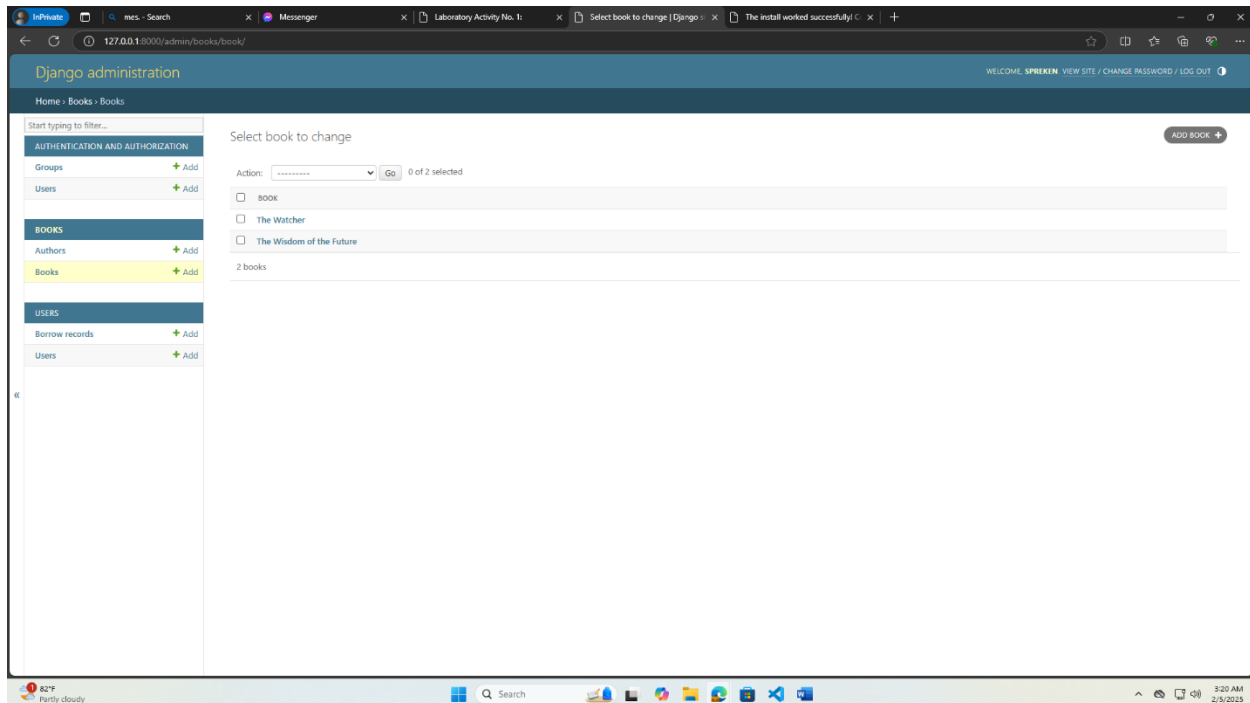 InPrivate
mes. - Search
Messenger
Laboratory Activity No. 1:
Select book to change | Django si
The install worked successfully! C
127.0.0.1:8000/admin/books/book/
Django administration
WELCOME, SPREKEN. VIEW SITE / CHANGE PASSWORD / LOG OUT
Home › Books › Books
Start typing to filter...
AUTHENTICATION AND AUTHORIZATION
Groups + Add
Users + Add
BOOKS
Authors + Add
Books + Add
USERS
Borrow records + Add
Users + Add
«
Select book to change
ADD BOOK +
Action: --------- Go 0 of 2 selected
BOOK
The Watcher
The Wisdom of the Future
2 books
1
82°F
Partly cloudy
Search
3:20 AM
2/5/2025